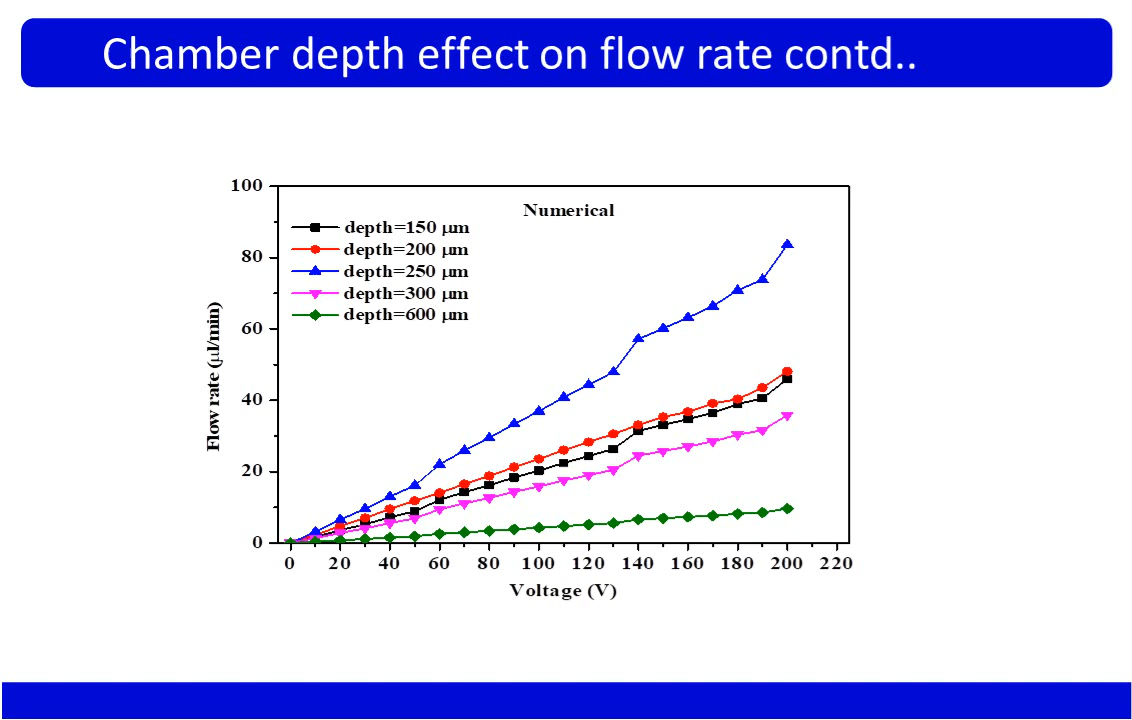 Chamber depth effect on flow rate contd..
100
80
60
40
20
0
Flow rate (µl/min)
Numerical
depth=150 µm
depth=200 µm
depth=250 µm
depth=300 µm
depth=600 µm
0 20 40 60 80 100 120 140 160 180 200 220
Voltage (V)